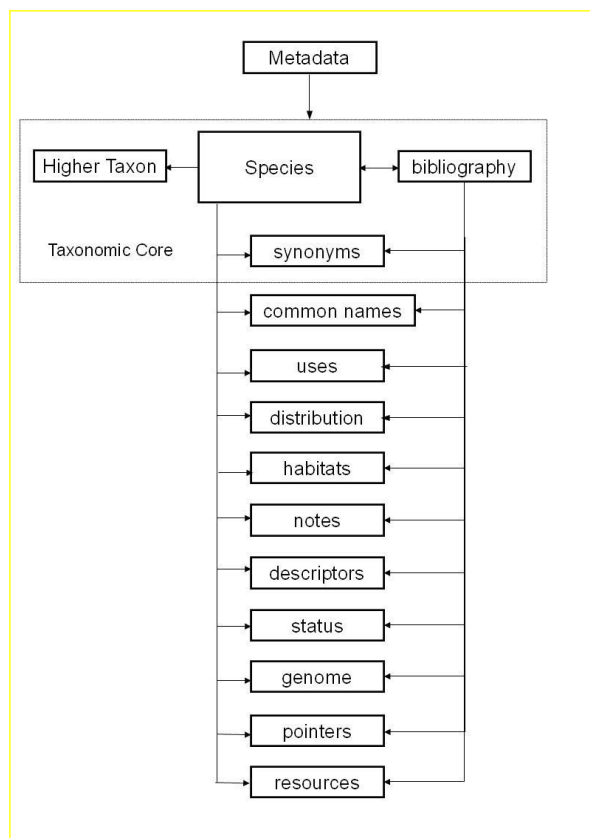 Metadata
Higher Taxon
Species
bibliography
Taxonomic Core
synonyms
common names
uses
distribution
habitats
notes
descriptors
status
genome
pointers
resources